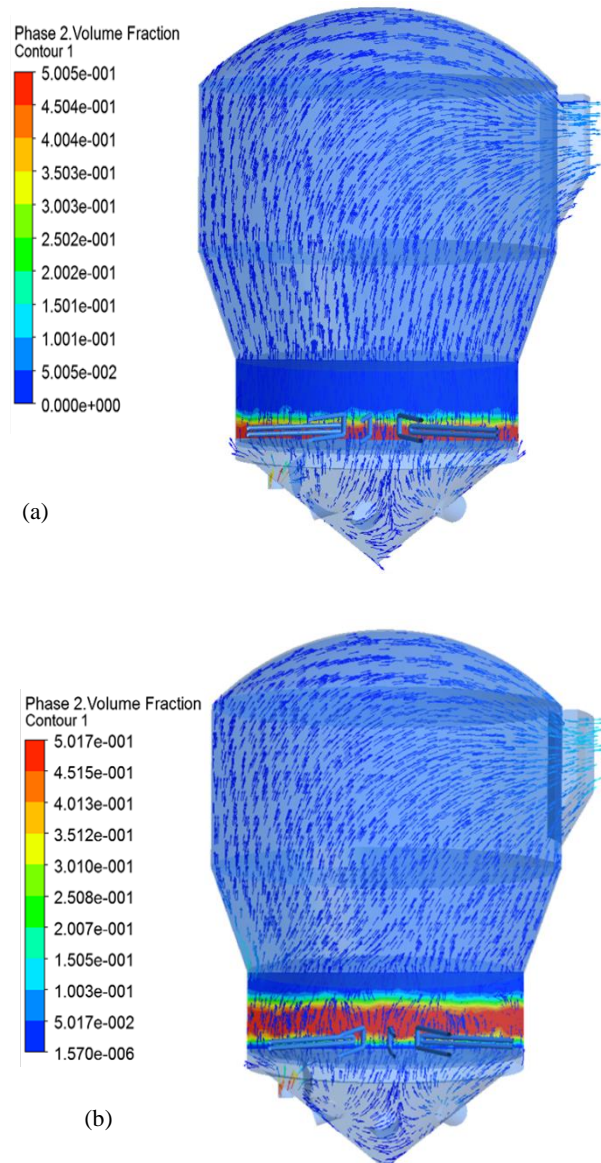 Phase 2.Volume Fraction
Contour 1
5.005e-001
4.504e-001
4.004e-001
3.503e-001
3.003e-001
2.502e-001
2.002e-001
1.501e-001
1.001e-001
5.005e-002
0.000e+000
(a)
Phase 2.Volume Fraction
Contour 1
5.017e-001
4.515e-001
4.013e-001
3.512e-001
3.010e-001
2.508e-001
2.007e-001
1.505e-001
1.003e-001
5.017e-002
1.570e-006
(b)